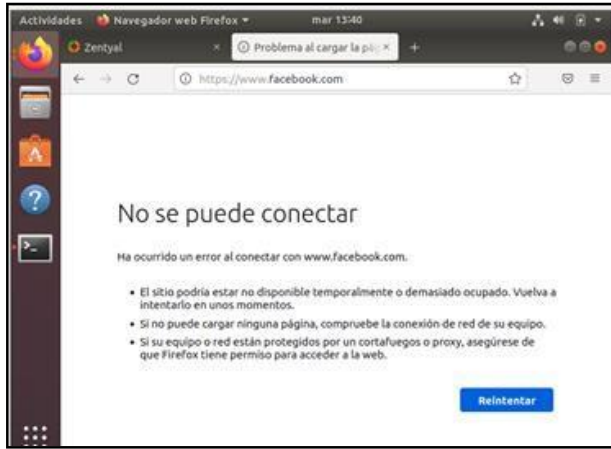 Actividades Navegador web Firefox mar 13:40
Zentyal Problema al cargar la pág
https://www.facebook.com
No se puede conectar
Ha ocurrido un error al conectar con www.facebook.com.
• El sitio podría estar no disponible temporalmente o demasiado ocupado. Vuelva a
intentarlo en unos momentos.
• Si no puede cargar ninguna página, compruebe la conexión de red de su equipo.
• Si su equipo o red están protegidos por un cortafuegos o proxy, asegúrese de
que Firefox tiene permiso para acceder a la web.
Reintentar